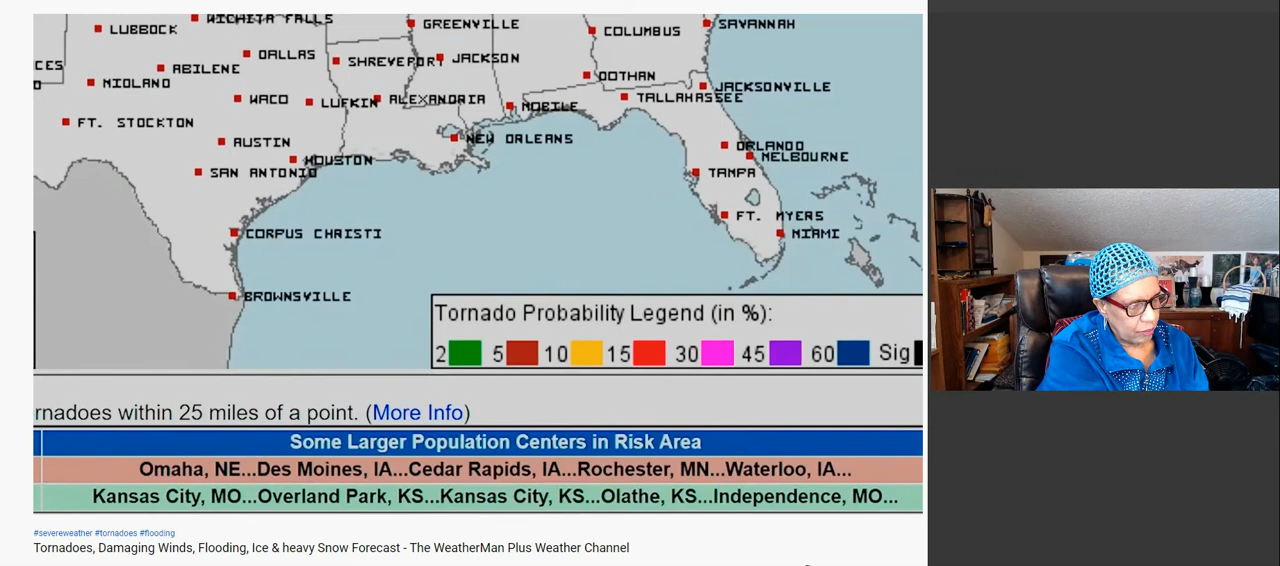 WICHITA FALLS
GREENVILLE
SAVANNAH
LUBBOCK
COLUMBUS
DALLAS
SHREVEPORT
JACKSON
CES
ABILENE
DOTHAN
MIDLAND
JACKSONVILLE
WACO
LUFKIN
ALEXANDRIA
TALLAHASSEE
MOBILE
FT. STOCKTON
AUSTIN
NEW ORLEANS
ORLANDO
HOUSTON
MELBOURNE
SAN ANTONIO
TAMPA
FT. MYERS
CORPUS CHRISTI
MIAMI
BROWNSVILLE
Tornado Probability Legend (in %):
2 5 10 15 30 45 60 Sig
rnadoes within 25 miles of a point. (More Info)
Some Larger Population Centers in Risk Area
Omaha, NE...Des Moines, IA...Cedar Rapids, IA...Rochester, MN...Waterloo, IA...
Kansas City, MO...Overland Park, KS...Kansas City, KS...Olathe, KS...Independence, MO...
#severeweather #tornadoes #flooding
Tornadoes, Damaging Winds, Flooding, Ice & heavy Snow Forecast - The WeatherMan Plus Weather Channel